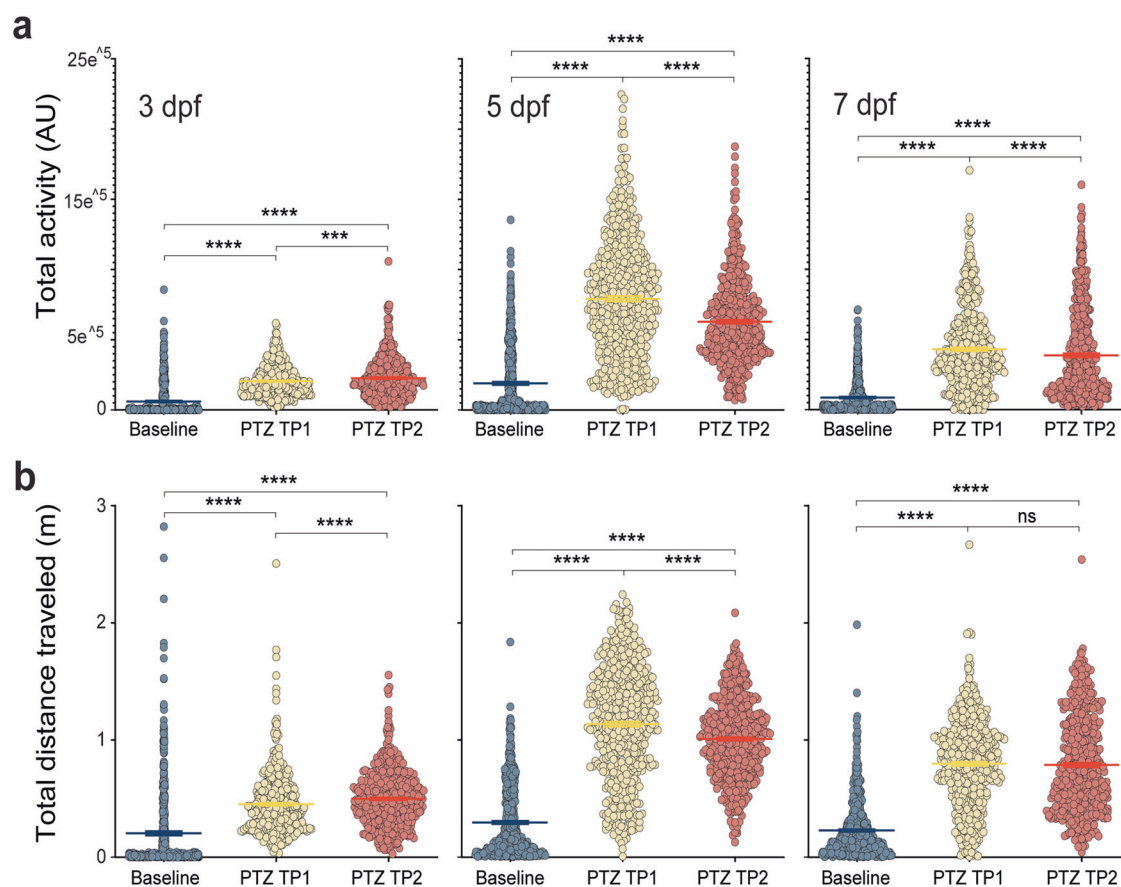 a
Total activity (AU)
25e^5
15e^5
5e^5
0
3 dpf
****
****
***
Baseline PTZ TP1 PTZ TP2
5 dpf
****
**** ****
Baseline PTZ TP1 PTZ TP2
7 dpf
****
**** ****
Baseline PTZ TP1 PTZ TP2
b
Total distance traveled (m)
3
2
1
0
****
****
****
Baseline PTZ TP1 PTZ TP2
****
**** ****
Baseline PTZ TP1 PTZ TP2
****
**** ns
Baseline PTZ TP1 PTZ TP2